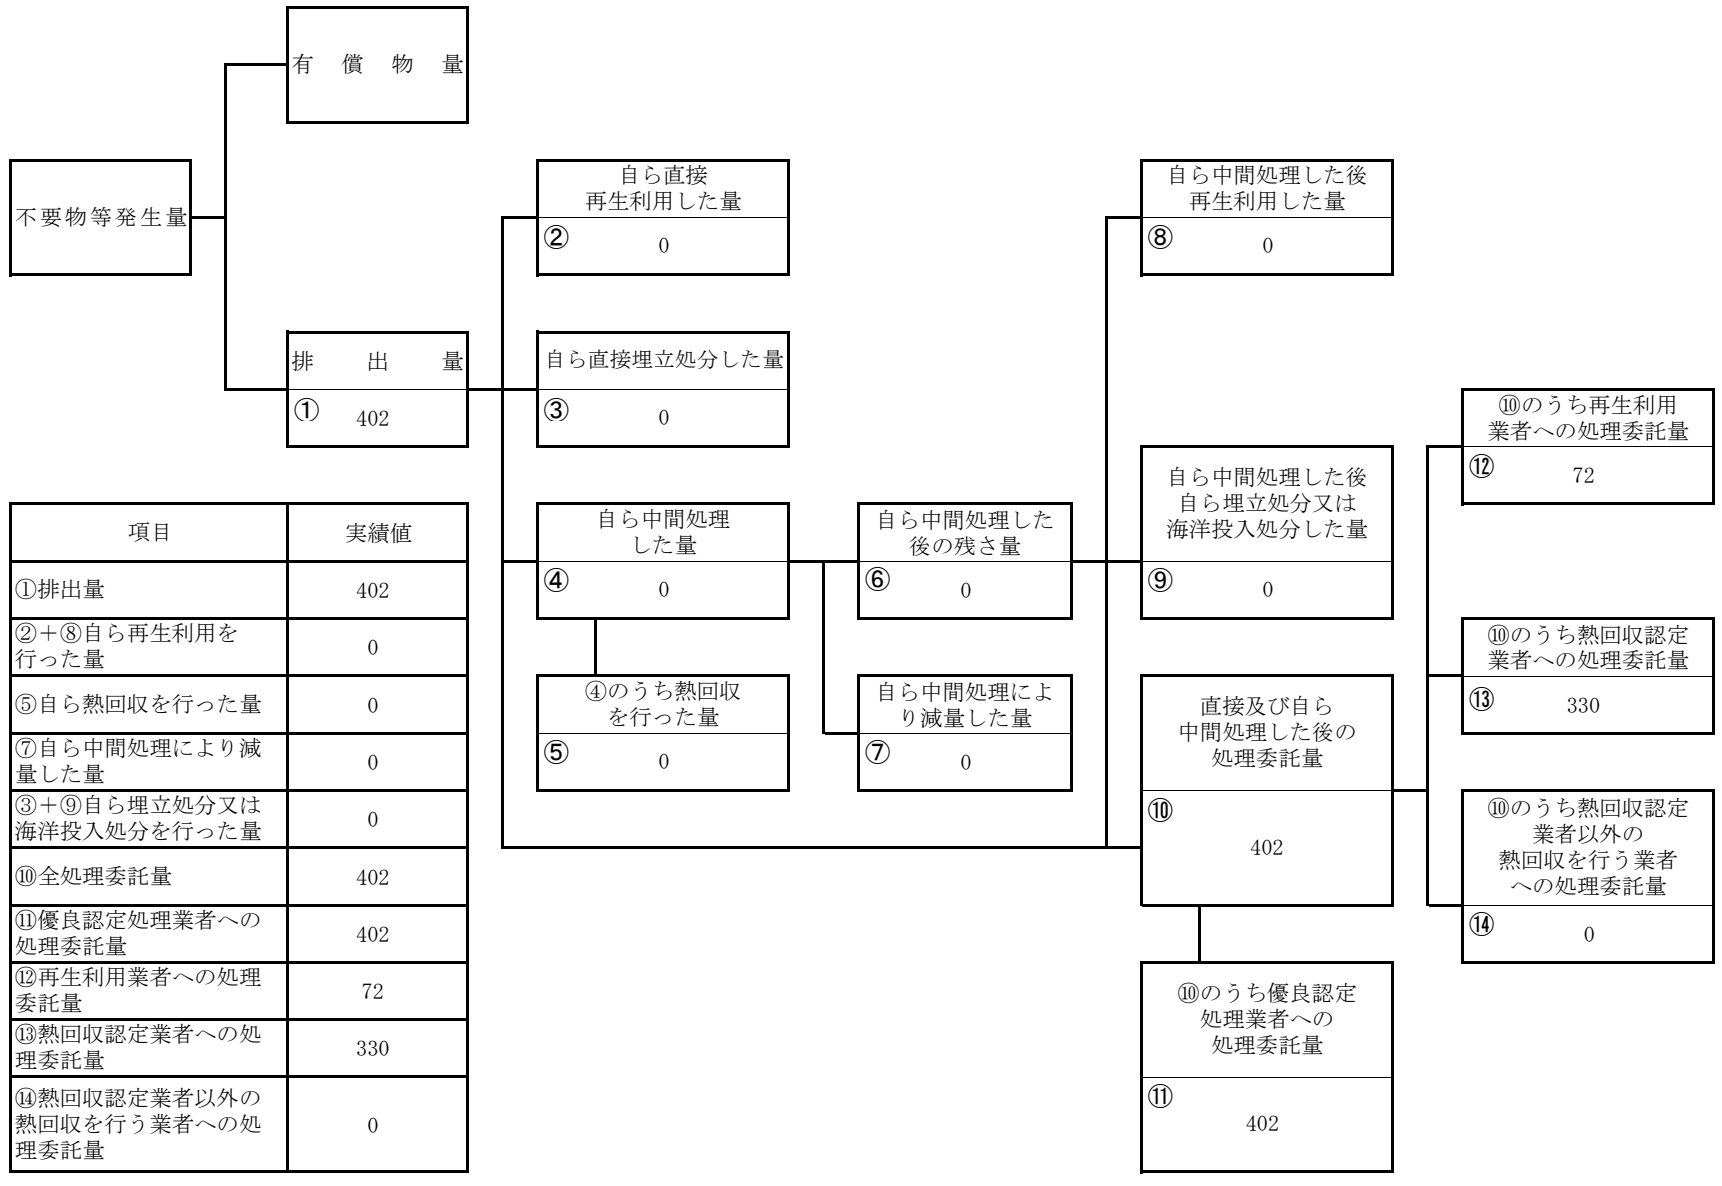 有償物量
不要物等発生量
排出量
①
402
自ら直接
再生利用した量
②
0
自ら直接埋立処分した量
③
0
自ら中間処理
した量
④
0
④のうち熱回収
を行った量
⑤
0
自ら中間処理した
後の残さ量
⑥
0
自ら中間処理によ
り減量した量
⑦
0
自ら中間処理した後
再生利用した量
⑧
0
自ら中間処理した後
自ら埋立処分又は
海洋投入処分した量
⑨
0
直接及び自ら
中間処理した後の
処理委託量
⑩
402
⑩のうち優良認定
処理業者への
処理委託量
⑪
402
⑩のうち再生利用
業者への処理委託量
⑫
72
⑩のうち熱回収認定
業者への処理委託量
⑬
330
⑩のうち熱回収認定
業者以外の
熱回収を行う業者
への処理委託量
⑭
0
項目 実績値
①排出量 402
②＋⑧自ら再生利用を
行った量
0
⑤自ら熱回収を行った量 0
⑦自ら中間処理により減
量した量
0
③＋⑨自ら埋立処分又は
海洋投入処分を行った量
0
⑩全処理委託量 402
⑪優良認定処理業者への
処理委託量
402
⑫再生利用業者への処理
委託量
72
⑬熱回収認定業者への処
理委託量
330
⑭熱回収認定業者以外の
熱回収を行う業者への処
理委託量
0